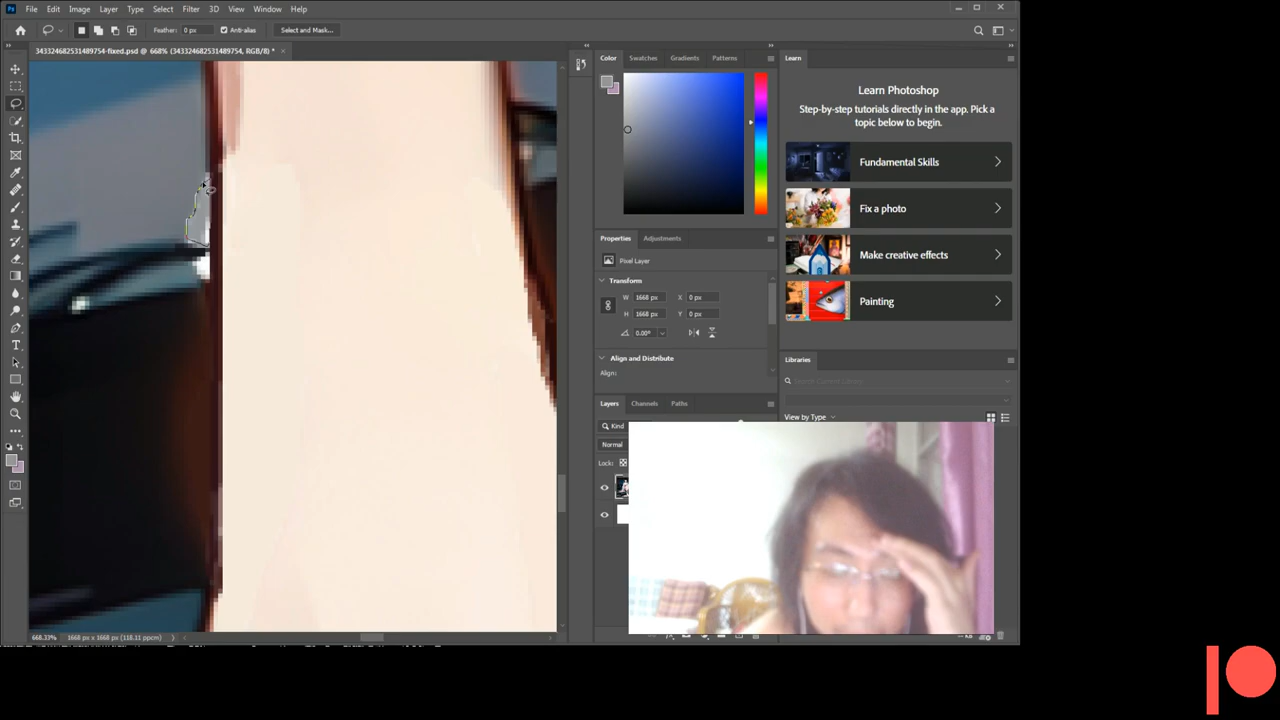 Ps File Edit Image Layer Type Select Filter 3D View Window Help
Feather: 0 px Anti-alias Select and Mask...
343324682531489754-fixed.psd @ 668% (343324682531489754, RGB/8) *
Color Swatches Gradients Patterns
Learn
Learn Photoshop
Step-by-step tutorials directly in the app. Pick a
topic below to begin.
Fundamental Skills
Fix a photo
Make creative effects
Painting
Properties Adjustments
Pixel Layer
Transform
W 1668 px X 0 px
H 1668 px Y 0 px
0.00°
Align and Distribute
Align:
Libraries
Search Current Library
View by Type
Layers Channels Paths
Kind
Normal
Lock:
668.33% 1668 px x 1668 px (118.11 ppcm)